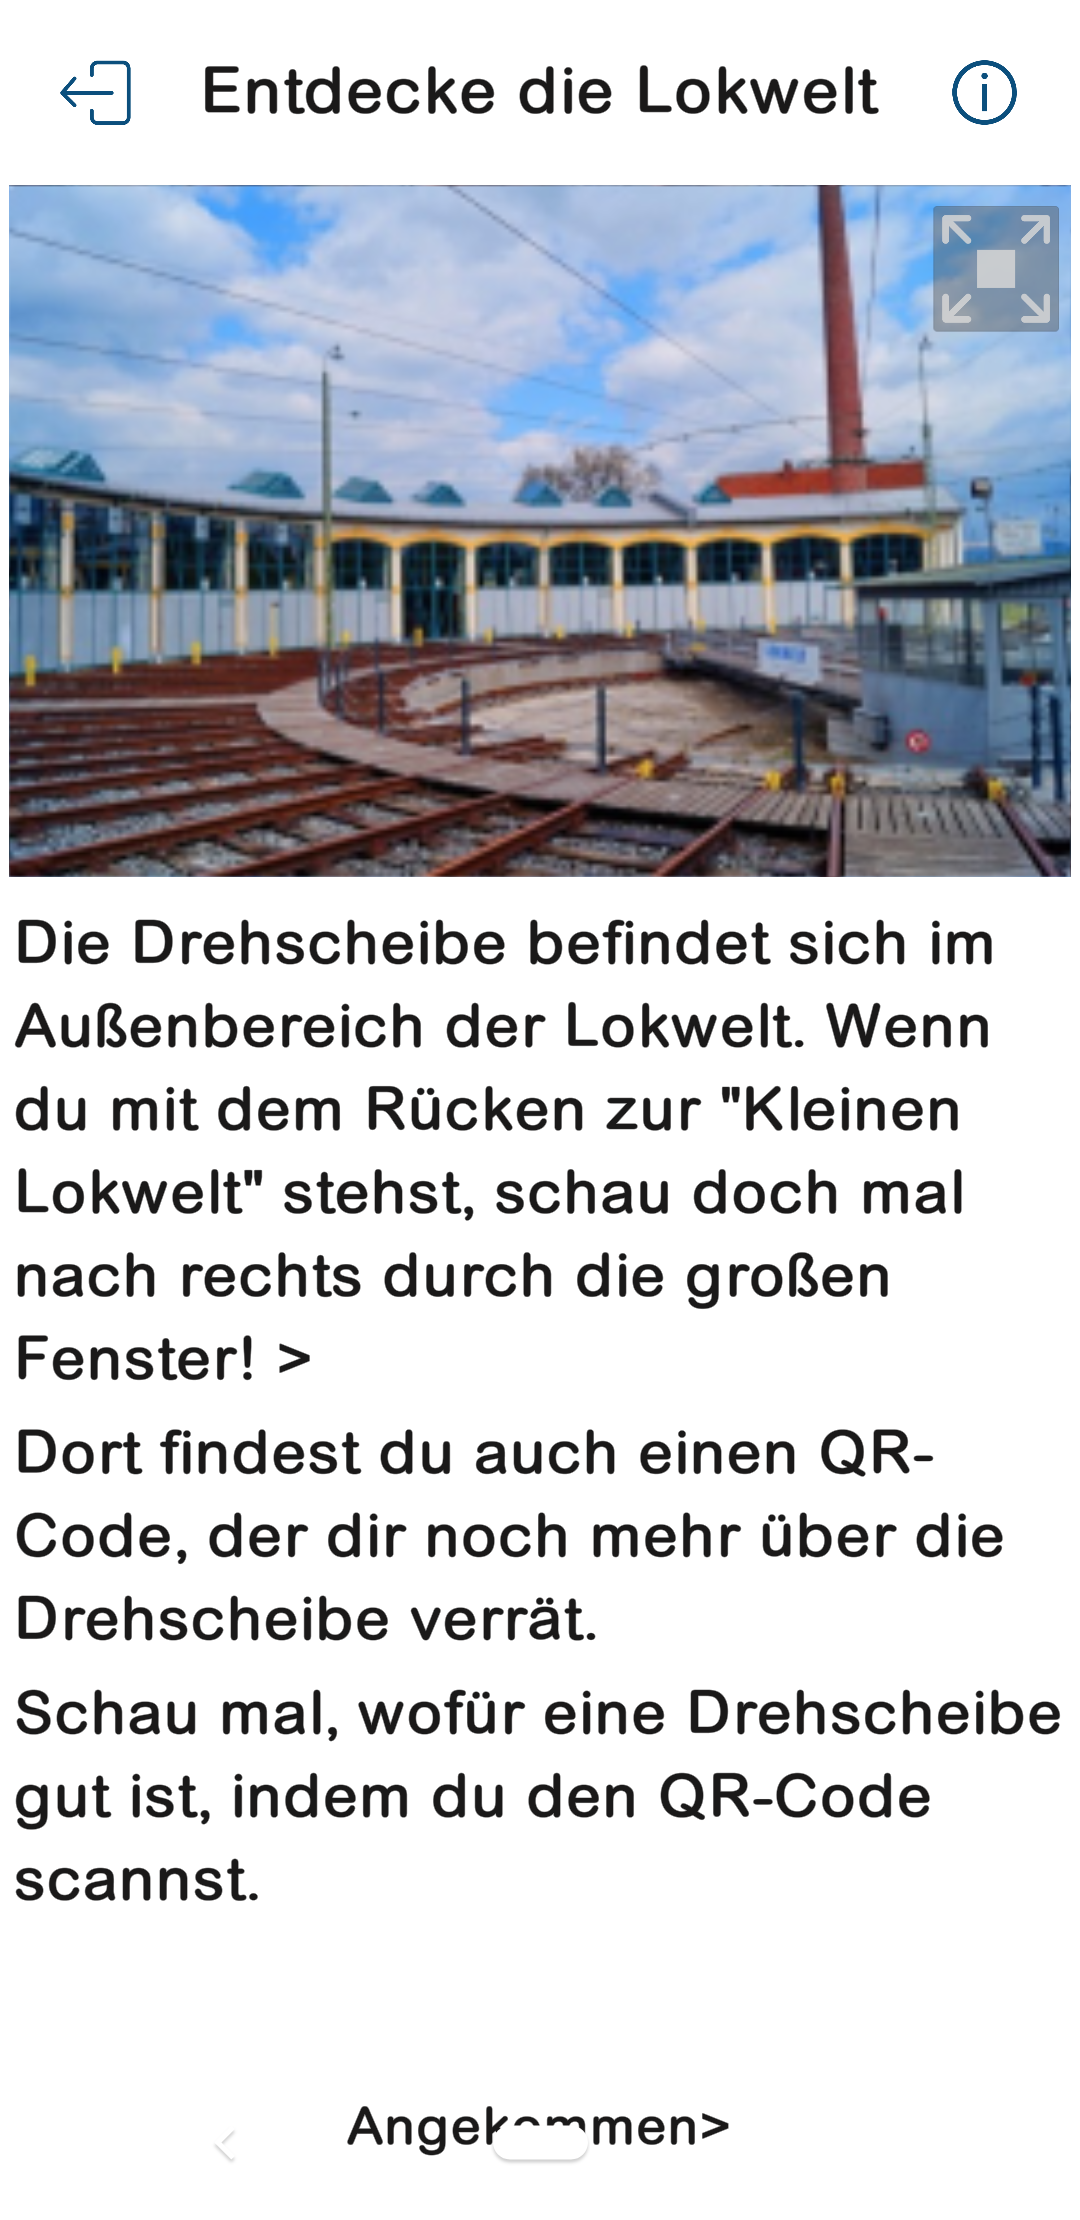 Entdecke die Lokwelt
Die Drehscheibe befindet sich im
Außenbereich der Lokwelt. Wenn
du mit dem Rücken zur "Kleinen
Lokwelt" stehst, schau doch mal
nach rechts durch die großen
Fenster! >
Dort findest du auch einen QR-
Code, der dir noch mehr über die
Drehscheibe verrät.
Schau mal, wofür eine Drehscheibe
gut ist, indem du den QR-Code
scannst.
Angekommen>